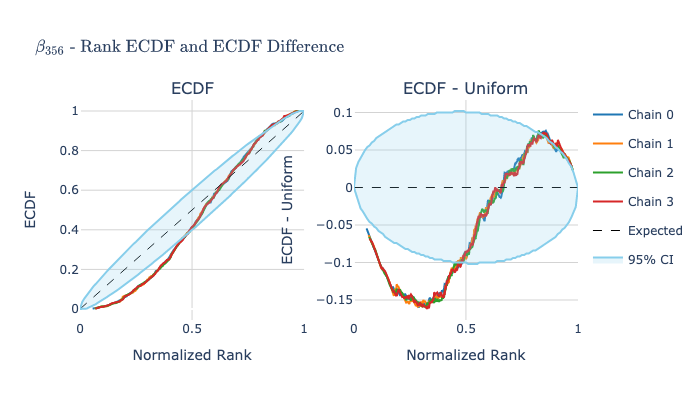 β356 - Rank ECDF and ECDF Difference
ECDF
ECDF - Uniform
1
0.8
0.6
0.4
0.2
0
ECDF
0
0.5
1
Normalized Rank
0.1
0.05
0
−0.05
−0.1
−0.15
ECDF - Uniform
0
0.5
1
Normalized Rank
Chain 0
Chain 1
Chain 2
Chain 3
Expected
95% CI